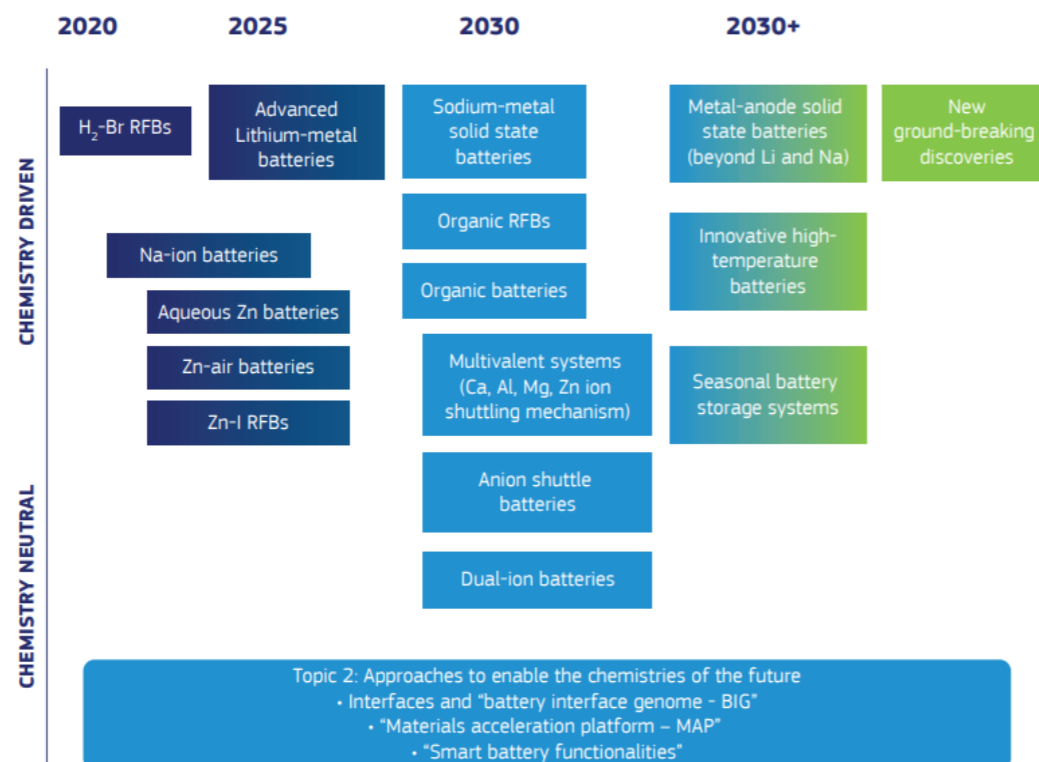 2020
2025
2030
2030+
CHEMISTRY DRIVEN
CHEMISTRY NEUTRAL
H₂-Br RFBs
Advanced
Lithium-metal
batteries
Na-ion batteries
Aqueous Zn batteries
Zn-air batteries
Zn-I RFBs
Sodium-metal
solid state
batteries
Organic RFBs
Organic batteries
Multivalent systems
(Ca, Al, Mg, Zn ion
shuttling mechanism)
Anion shuttle
batteries
Dual-ion batteries
Metal-anode solid
state batteries
(beyond Li and Na)
Innovative high-
temperature
batteries
Seasonal battery
storage systems
New
ground-breaking
discoveries
Topic 2: Approaches to enable the chemistries of the future
• Interfaces and “battery interface genome - BIG”
• “Materials acceleration platform – MAP”
• “Smart battery functionalities”